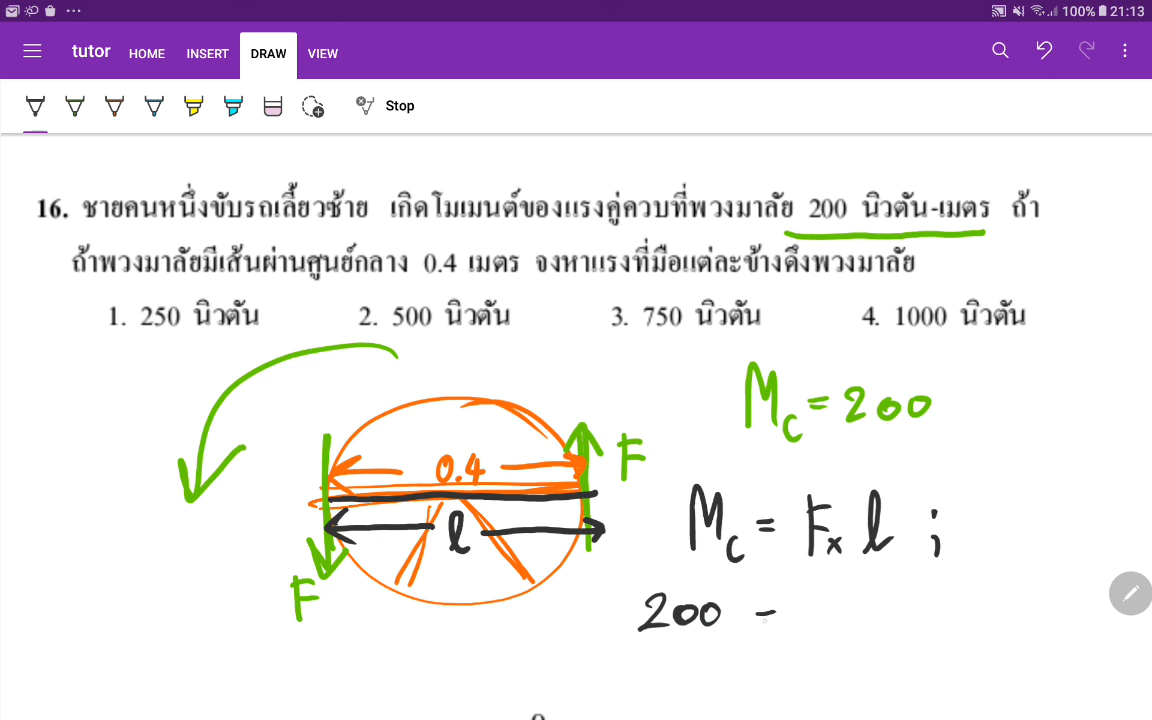 100% 21:13
tutor HOME INSERT DRAW VIEW
Stop
16. ชายคนหนึ่งขับรถเลี้ยวซ้าย เกิดโมเมนต์ของแรงคู่ควบที่พวงมาลัย 200 นิวตัน-เมตร ถ้า
ถ้าพวงมาลัยมีเส้นผ่านศูนย์กลาง 0.4 เมตร จงหาแรงที่มือแต่ละข้างดึงพวงมาลัย
1. 250 นิวตัน 2. 500 นิวตัน 3. 750 นิวตัน 4. 1000 นิวตัน
M_C = 200
0.4 F
l
M_C = F x l ;
F
200 =